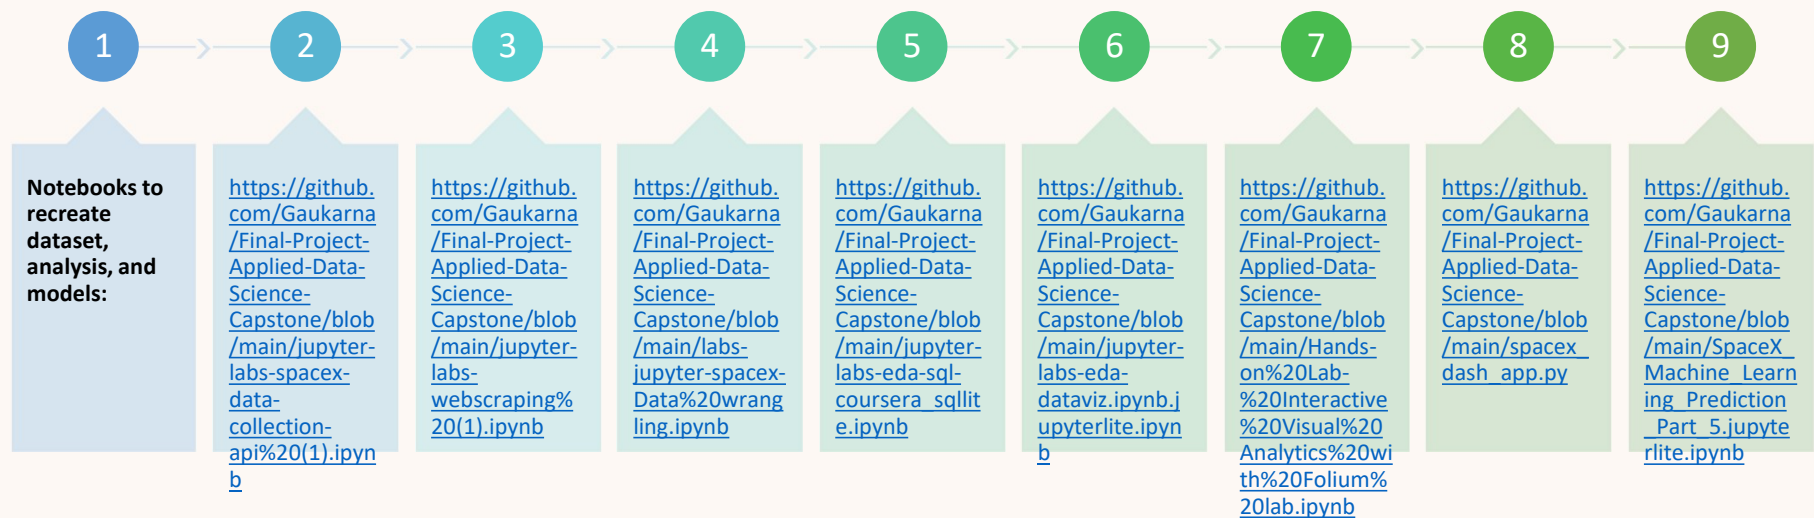 1
2
3
4
5
6
7
8
9
Notebooks to
recreate
dataset,
analysis, and
models:
https://github.
com/Gaukarna
/Final-Project-
Applied-Data-
Science-
Capstone/blob
/main/jupyter-
labs-spacex-
data-
collection-
api%20(1).ipyn
b
https://github.
com/Gaukarna
/Final-Project-
Applied-Data-
Science-
Capstone/blob
/main/jupyter-
labs-
webscraping%
20(1).ipynb
https://github.
com/Gaukarna
/Final-Project-
Applied-Data-
Science-
Capstone/blob
/main/labs-
jupyter-spacex-
Data%20wrang
ling.ipynb
https://github.
com/Gaukarna
/Final-Project-
Applied-Data-
Science-
Capstone/blob
/main/jupyter-
labs-eda-sql-
coursera_sqllit
e.ipynb
https://github.
com/Gaukarna
/Final-Project-
Applied-Data-
Science-
Capstone/blob
/main/jupyter-
labs-eda-
dataviz.ipynb.j
upyterlite.ipyn
b
https://github.
com/Gaukarna
/Final-Project-
Applied-Data-
Science-
Capstone/blob
/main/Hands-
on%20Lab-
%20Interactive
%20Visual%20
Analytics%20wi
th%20Folium%
20lab.ipynb
https://github.
com/Gaukarna
/Final-Project-
Applied-Data-
Science-
Capstone/blob
/main/spacex_
dash_app.py
https://github.
com/Gaukarna
/Final-Project-
Applied-Data-
Science-
Capstone/blob
/main/SpaceX_
Machine_Learn
ing_Prediction
_Part_5.jupyte
rlite.ipynb